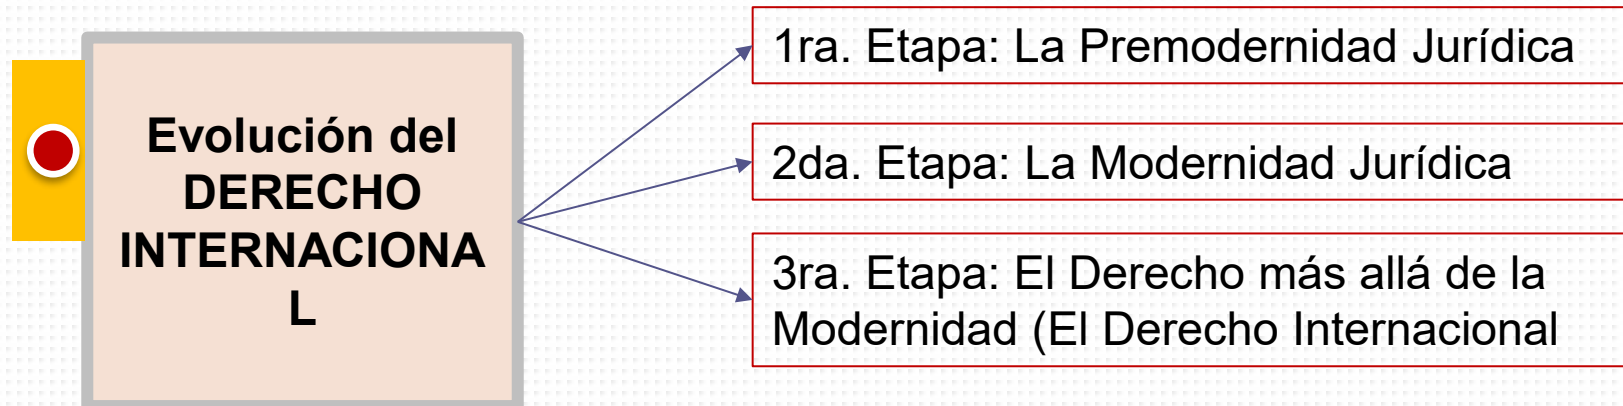 Evolución del
DERECHO
INTERNACIONA
L
1ra. Etapa: La Premodernidad Jurídica
2da. Etapa: La Modernidad Jurídica
3ra. Etapa: El Derecho más allá de la
Modernidad (El Derecho Internacional